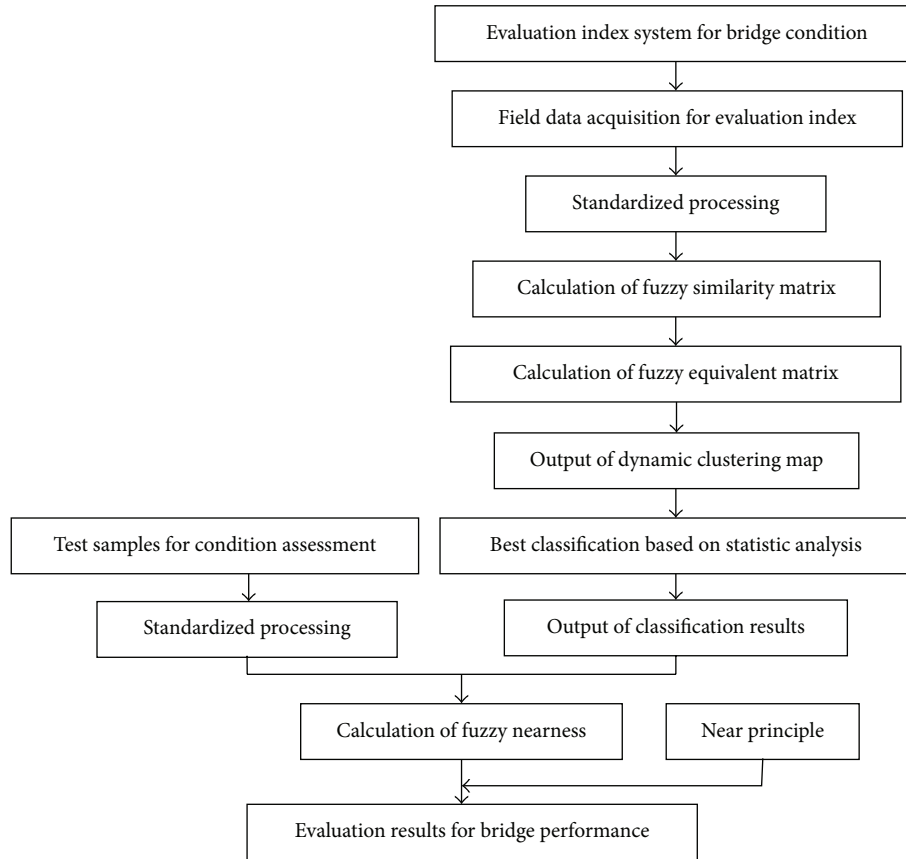 Evaluation index system for bridge condition
Field data acquisition for evaluation index
Standardized processing
Calculation of fuzzy similarity matrix
Calculation of fuzzy equivalent matrix
Output of dynamic clustering map
Test samples for condition assessment
Best classification based on statistic analysis
Standardized processing
Output of classification results
Calculation of fuzzy nearness
Near principle
Evaluation results for bridge performance